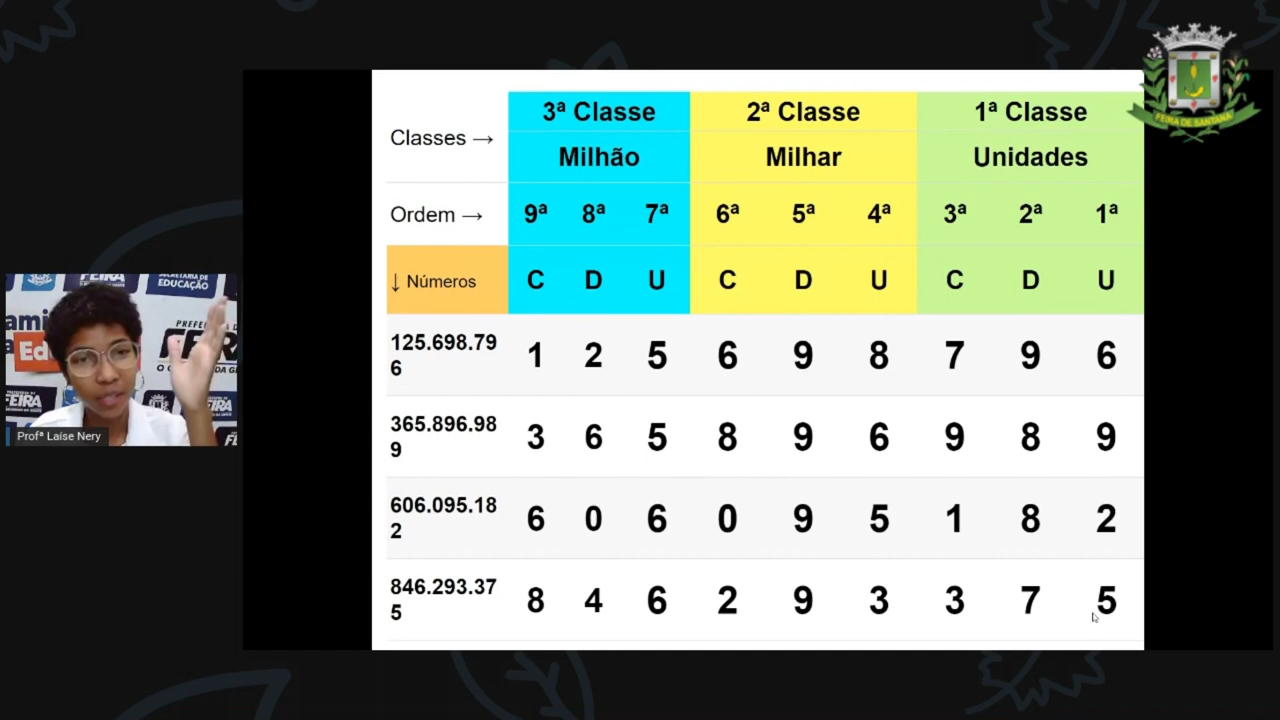 3ª Classe 2ª Classe 1ª Classe
Classes → Milhão Milhar Unidades
Ordem → 9ª 8ª 7ª 6ª 5ª 4ª 3ª 2ª 1ª
↓ Números C D U C D U C D U
125.698.79
6 1 2 5 6 9 8 7 9 6
365.896.98
9 3 6 5 8 9 6 9 8 9
606.095.18
2 6 0 6 0 9 5 1 8 2
846.293.37
5 8 4 6 2 9 3 3 7 5
FEIRA DE SANTANA
FEIRA
SECRETARIA DE
EDUCAÇÃO
FEIRA
FEIRA
Profª Laíse Nery